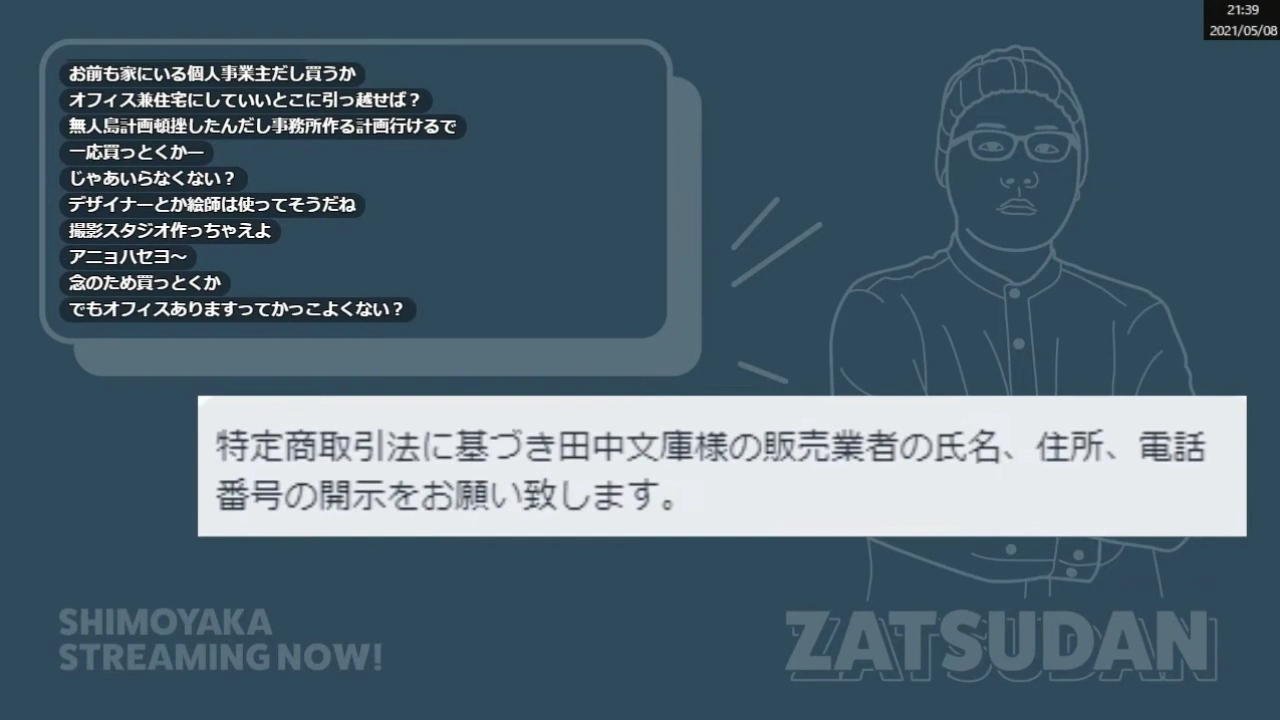 21:39
2021/05/08
お前も家にいる個人事業主だし買うか
オフィス兼住宅にしていいとこに引っ越せば？
無人島計画頓挫したんだし事務所作る計画行けるで
一応買っとくかー
じゃあいらなくない？
デザイナーとか絵師は使ってそうだね
撮影スタジオ作っちゃえよ
アニョハセヨ〜
念のため買っとくか
でもオフィスありますってかっこよくない？
特定商取引法に基づき田中文庫様の販売業者の氏名、住所、電話
番号の開示をお願い致します。
SHIMOYAKA
STREAMING NOW!
ZATSUDAN